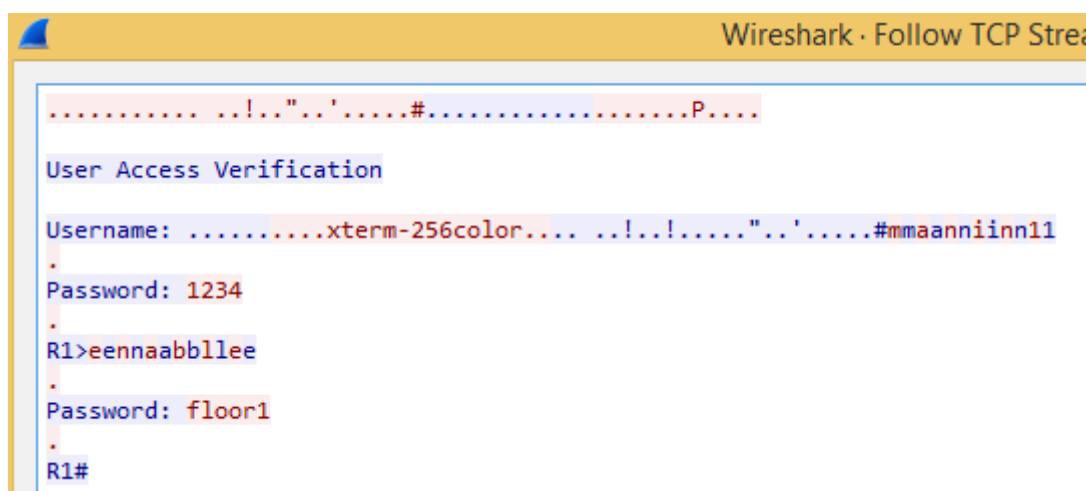 Wireshark · Follow TCP Strea
........... ..!.."..'.....#...................P....
User Access Verification
Username: ..........xterm-256color.... ..!..!....."..'.....#mmaanniinn11
.
Password: 1234
.
R1>eennaabbllee
.
Password: floor1
.
R1#